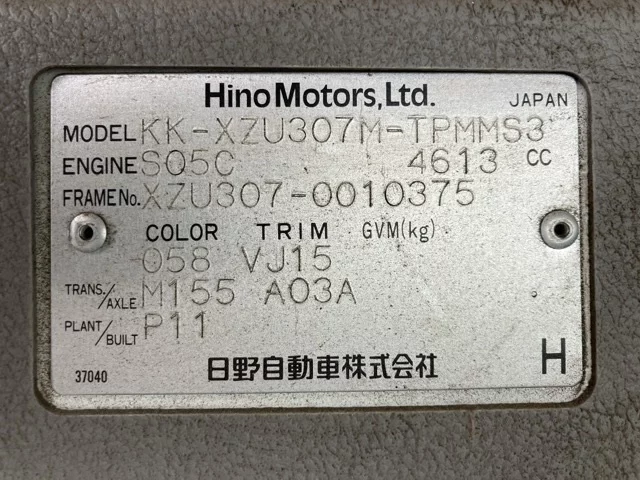 Hino Motors, Ltd. JAPAN
MODEL KK-XZU307M-TPMMS3
ENGINE S05C 4613 CC
FRAME No. XZU307-0010375
COLOR TRIM GVM(kg)
058 VJ15
TRANS./AXLE M155 A03A
PLANT/BUILT P11
37040 日野自動車株式会社 H